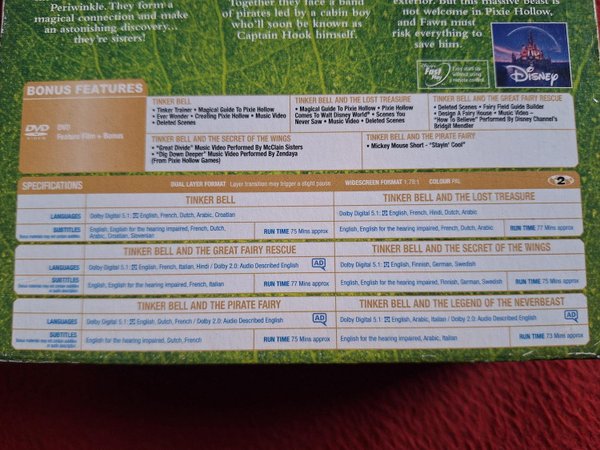 Periwinkle. They form a
magical connection and make
an astonishing discovery...
they're sisters!
Together they face a band
of pirates led by a cabin boy
who'll soon be known as
Captain Hook himself.
exterior, but this massive beast is
not welcome in Pixie Hollow,
and Fawn must
risk everything to
save him.
Disney's
Fast Play
Disney
BONUS FEATURES
DVD
DVD
Feature Film + Bonus
TINKER BELL
• Tinker Trainer • Magical Guide To Pixie Hollow
• Ever Wonder • Creating Pixie Hollow • Music Video
• Deleted Scenes
TINKER BELL AND THE LOST TREASURE
• Magical Guide To Pixie Hollow • Pixie Hollow
Comes To Walt Disney World® • Scenes You
Never Saw • Music Video • Deleted Scenes
TINKER BELL AND THE GREAT FAIRY RESCUE
• Deleted Scenes • Fairy Field Guide Builder
• Design A Fairy House • Music Video –
"How To Believe" Performed By Disney Channel's
Bridgit Mendler
TINKER BELL AND THE SECRET OF THE WINGS
• "Great Divide" Music Video Performed By McClain Sisters
• "Dig Down Deeper" Music Video Performed By Zendaya
(From Pixie Hollow Games)
TINKER BELL AND THE PIRATE FAIRY
• Mickey Mouse Short - "Stayin' Cool"
SPECIFICATIONS
DUAL LAYER FORMAT Layer transition may trigger a slight pause
WIDESCREEN FORMAT 1.78:1 COLOUR PAL
2
TINKER BELL
LANGUAGES Dolby Digital 5.1: English, French, Dutch, Arabic, Croatian
SUBTITLES English, English for the hearing impaired, French, Dutch,
Arabic, Croatian, Slovenian
RUN TIME 75 Mins approx
TINKER BELL AND THE LOST TREASURE
Dolby Digital 5.1: English, French, Hindi, Dutch, Arabic
English, English for the hearing impaired, French, Dutch, Arabic
RUN TIME 77 Mins approx
TINKER BELL AND THE GREAT FAIRY RESCUE
LANGUAGES Dolby Digital 5.1: English, French, Italian, Hindi / Dolby 2.0: Audio Described English
AD
SUBTITLES English, English for the hearing impaired, French, Italian
RUN TIME 77 Mins approx
TINKER BELL AND THE SECRET OF THE WINGS
Dolby Digital 5.1: English, Finnish, German, Swedish
English for the hearing impaired, Finnish, German, Swedish
RUN TIME 75 Mins approx
TINKER BELL AND THE PIRATE FAIRY
LANGUAGES Dolby Digital 5.1: English, Dutch, French / Dolby 2.0: Audio Described English
AD
SUBTITLES English for the hearing impaired, Dutch, French
RUN TIME 75 Mins approx
TINKER BELL AND THE LEGEND OF THE NEVERBEAST
Dolby Digital 5.1: English, Arabic, Italian / Dolby 2.0: Audio Described English
AD
English for the hearing impaired, Arabic, Italian
RUN TIME 73 Mins approx